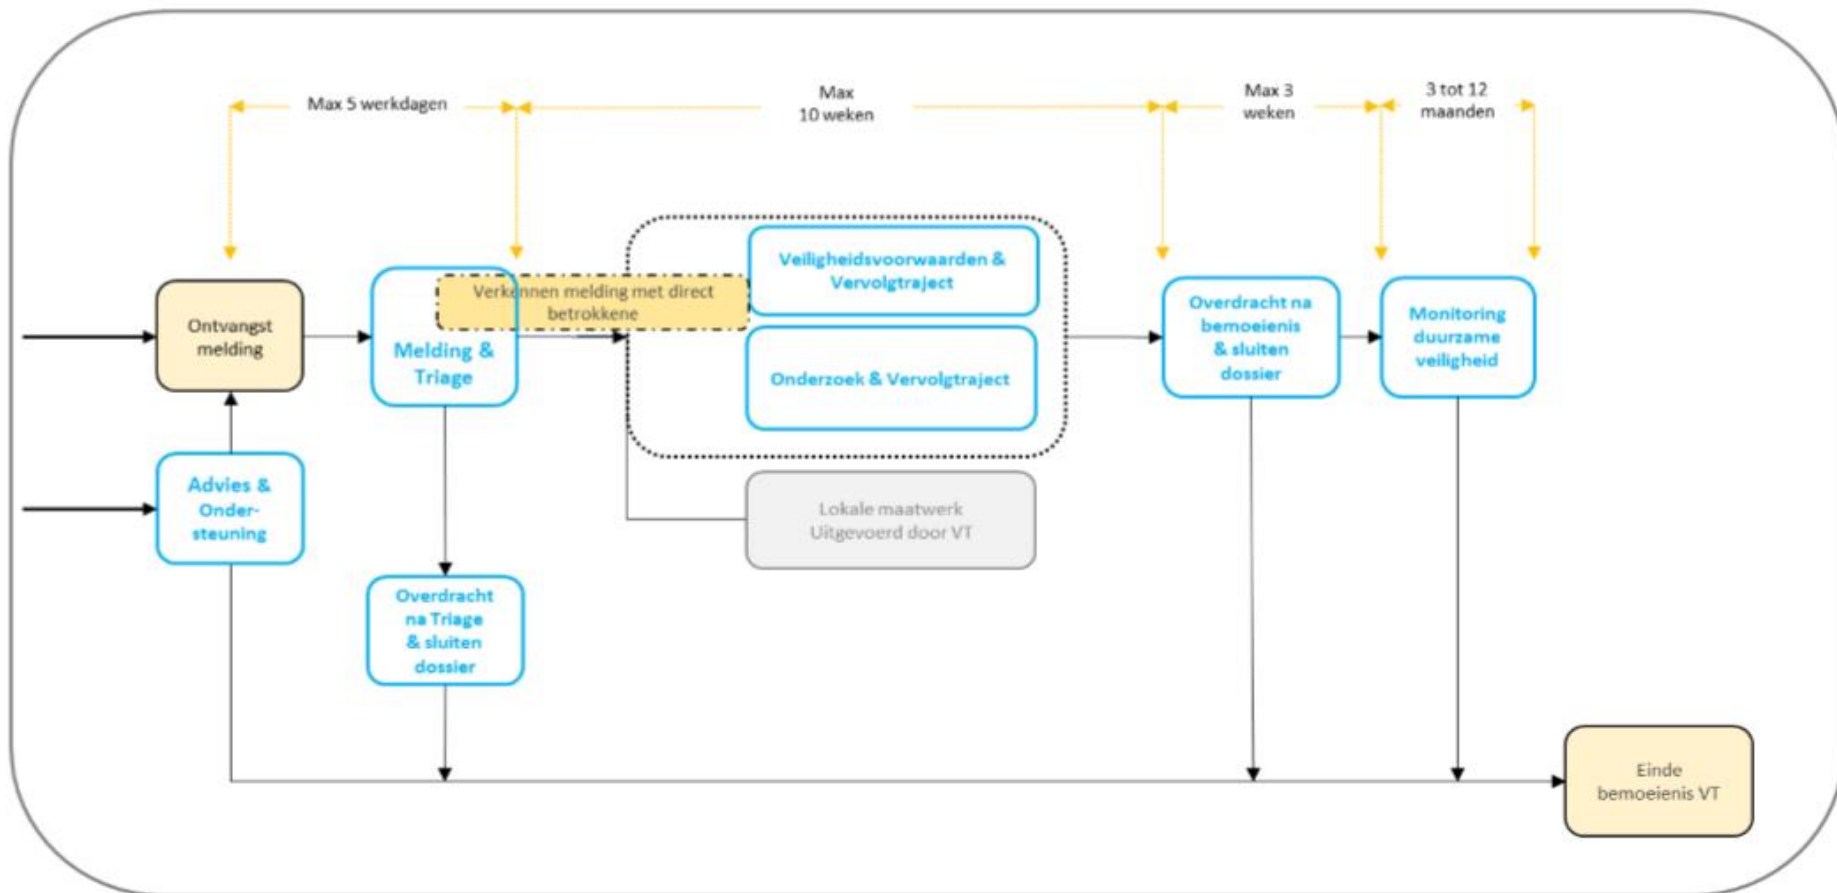 Max 5 werkdagen
Max
10 weken
Max 3
weken
3 tot 12
maanden
Ontvangst
melding
Melding &
Triage
Verkennen melding met direct
betrokkene
Veiligheidsvoorwaarden &
Vervolgtraject
Onderzoek & Vervolgtraject
Overdracht na
bemoeienis
& sluiten
dossier
Monitoring
duurzame
veiligheid
Advies &
Onder-
steuning
Lokale maatwerk
Uitgevoerd door VT
Overdracht
na Triage
& sluiten
dossier
Einde
bemoeienis VT